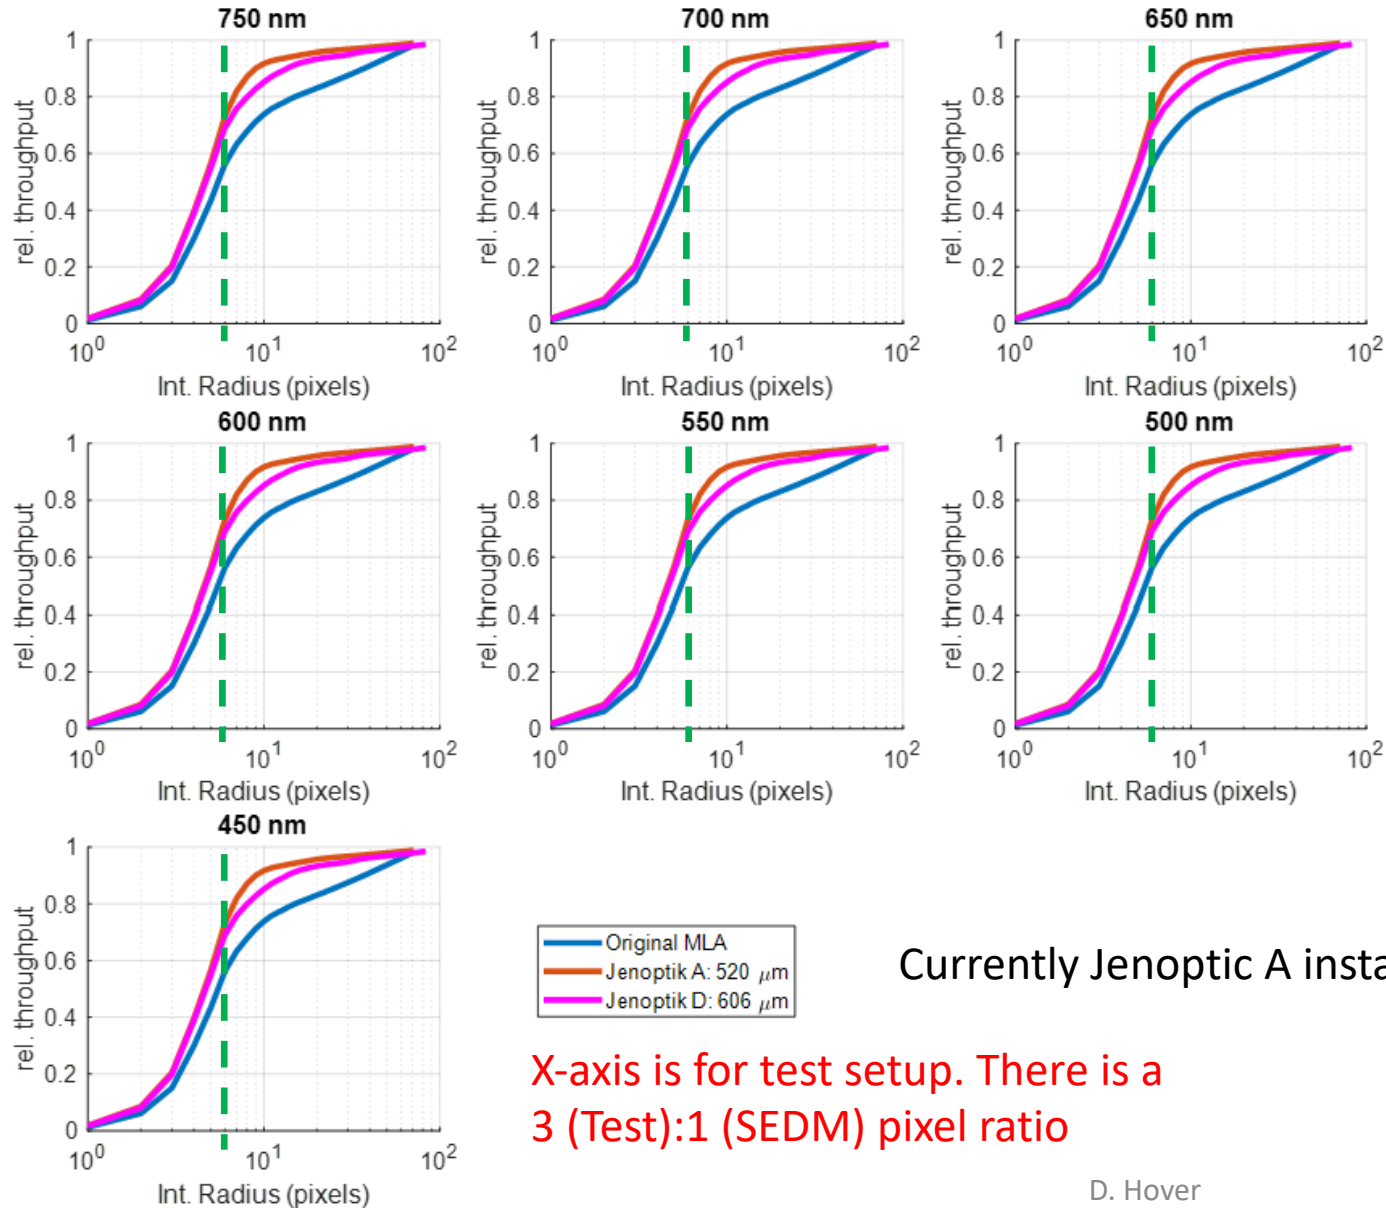 750 nm
700 nm
650 nm
rel. throughput
1
0.8
0.6
0.4
0.2
0
10^0 10^1 10^2
Int. Radius (pixels)
rel. throughput
1
0.8
0.6
0.4
0.2
0
10^0 10^1 10^2
Int. Radius (pixels)
rel. throughput
1
0.8
0.6
0.4
0.2
0
10^0 10^1 10^2
Int. Radius (pixels)
600 nm
550 nm
500 nm
rel. throughput
1
0.8
0.6
0.4
0.2
0
10^0 10^1 10^2
Int. Radius (pixels)
rel. throughput
1
0.8
0.6
0.4
0.2
0
10^0 10^1 10^2
Int. Radius (pixels)
rel. throughput
1
0.8
0.6
0.4
0.2
0
10^0 10^1 10^2
Int. Radius (pixels)
450 nm
rel. throughput
1
0.8
0.6
0.4
0.2
0
10^0 10^1 10^2
Int. Radius (pixels)
Original MLA
Jenoptik A: 520 μm
Jenoptik D: 606 μm
Currently Jenoptic A insta
X-axis is for test setup. There is a
3 (Test):1 (SEDM) pixel ratio
D. Hover